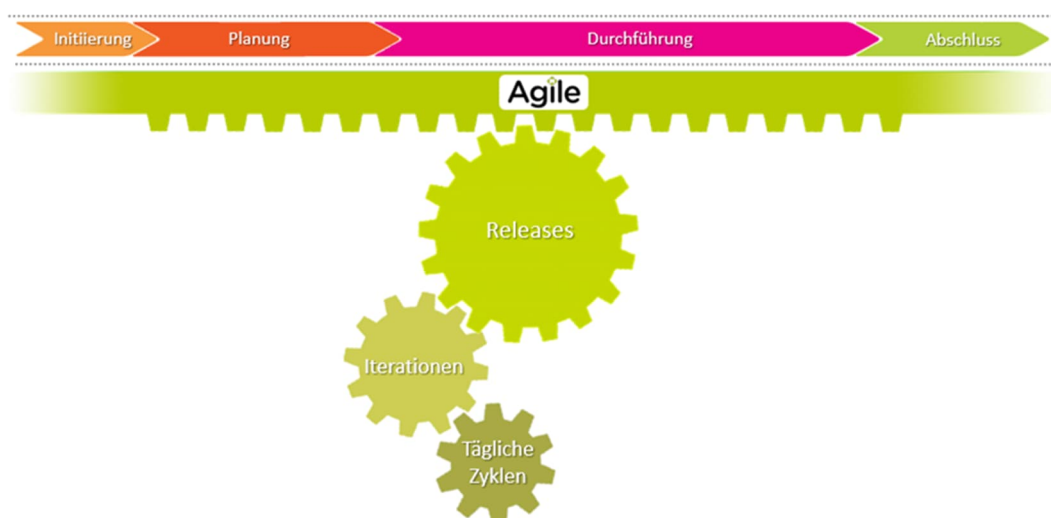 Initiierung
Planung
Durchführung
Abschluss
Agile
Releases
Iterationen
Tägliche
Zyklen